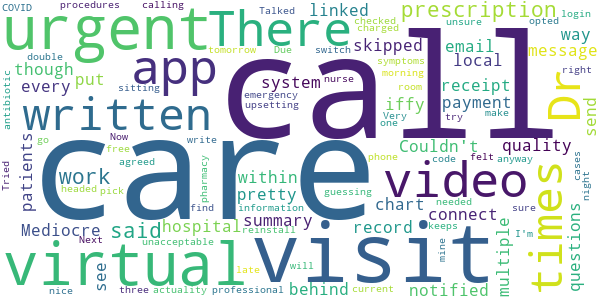 COVID procedures calling
urgent There Talked linked prescription unsure opted login
double Due checked charged email way
though tomorrow switch skipped local message
antibiotic every put app sitting system nurse symptoms morning receipt Dr send
written emergency upsetting room Very iffy payment right
call
care
Tried patients work Now go free agreed write within pharmacy
Couldn't try one make quality
phone code felt anyway cases
headed pick find pretty guessing video times questions night
Mediocre said hospital information summary chart needed connect sure I'm
Next unacceptable reinstall record keeps mine multiple
virtual visit
see late will notified
nice three actuality professional behind current